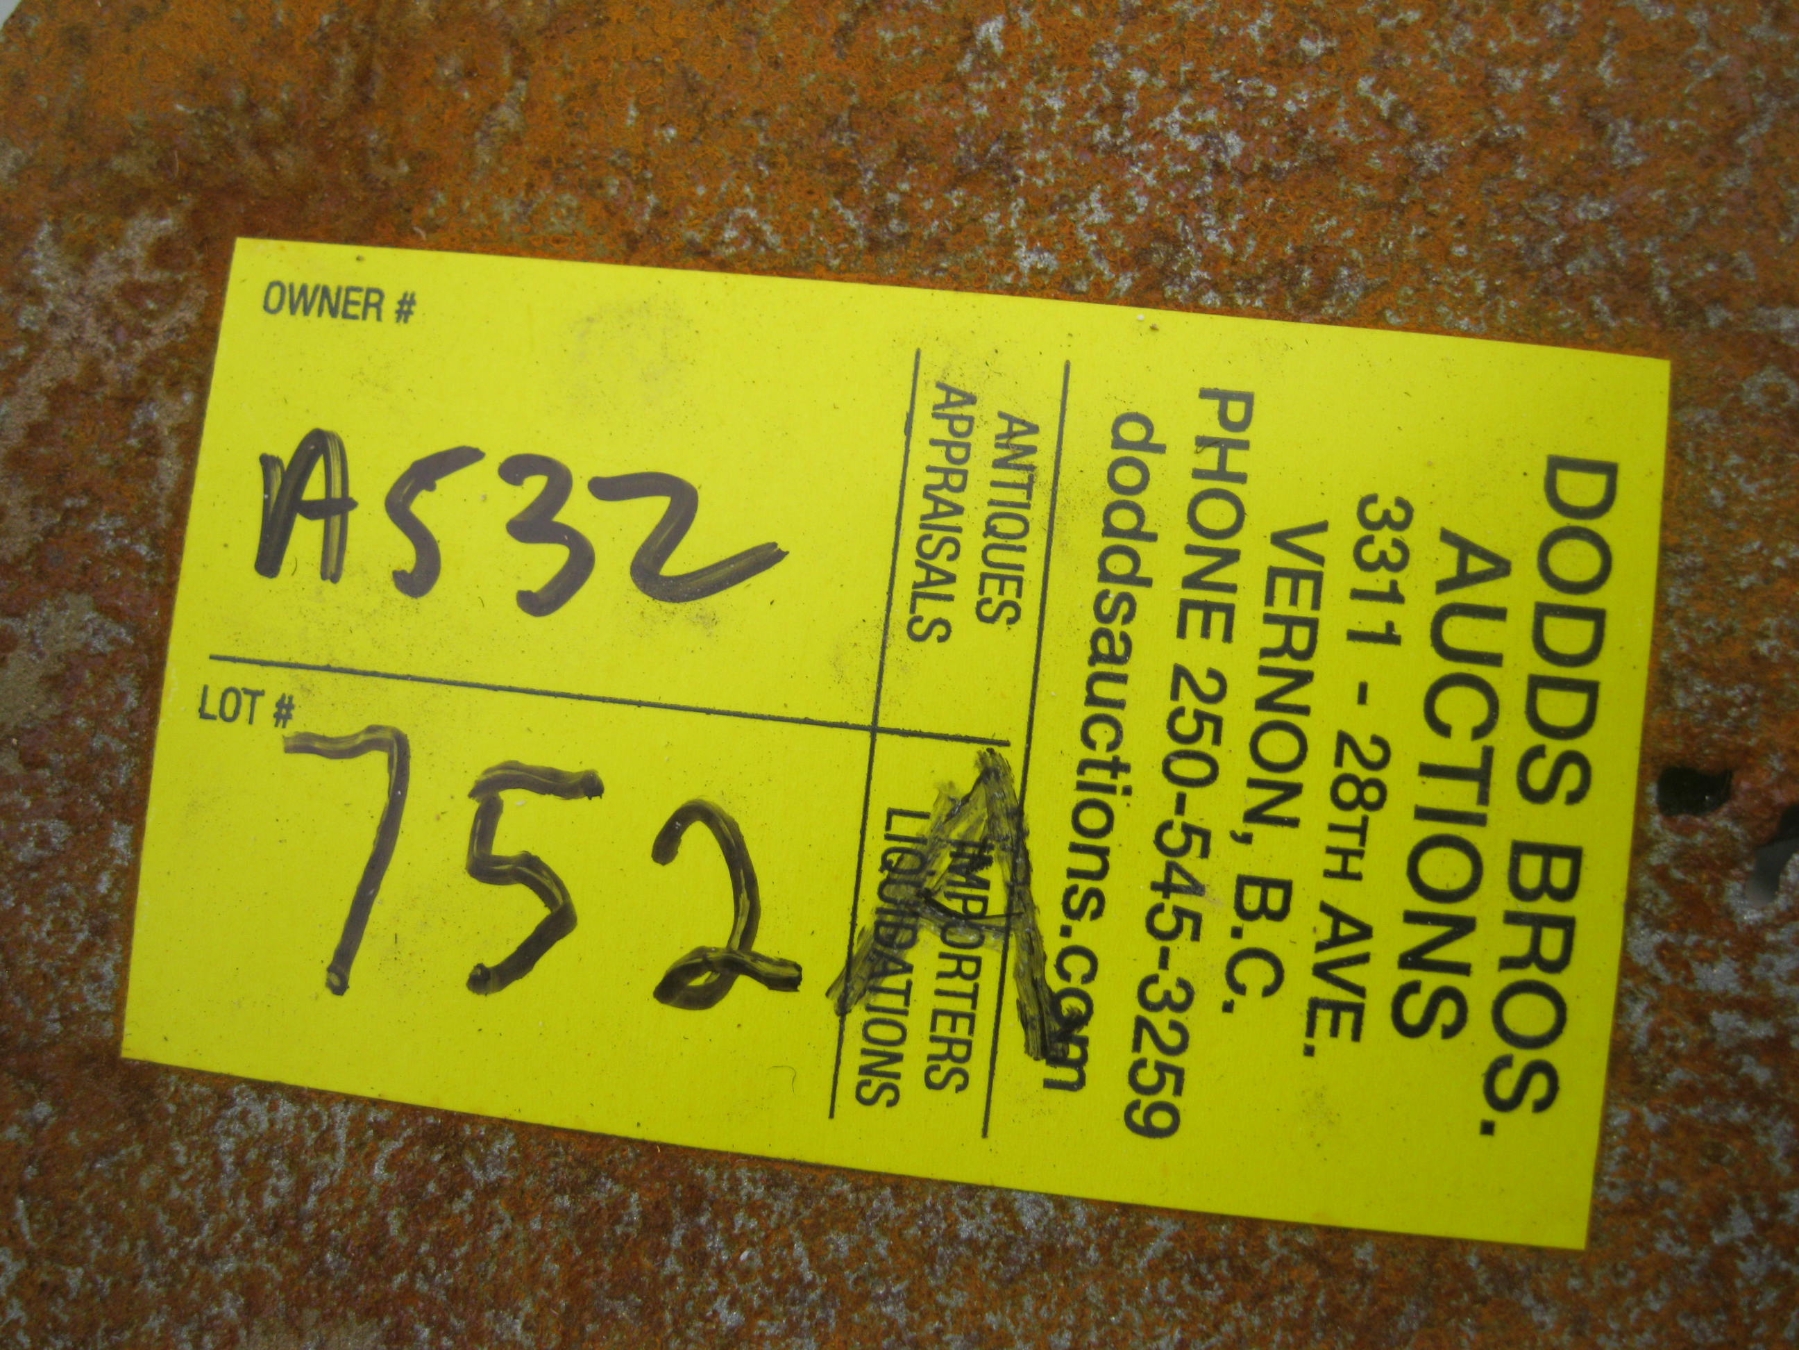 DODDS BROS.
AUCTIONS
3311 - 28TH AVE.
VERNON, B.C.
PHONE 250-545-3259
doddsauctions.com
ANTIQUES
APPRAISALS
IMPORTERS
LIQUIDATIONS
OWNER #
A532
LOT #
752A